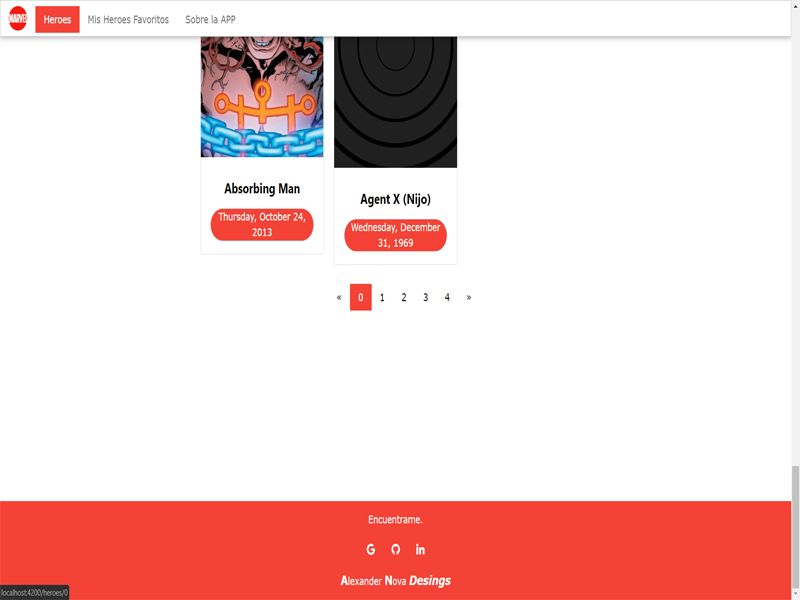 MARVEL Heroes Mis Heroes Favoritos Sobre la APP
Absorbing Man
Thursday, October 24,
2013
Agent X (Nijo)
Wednesday, December
31, 1969
« 0 1 2 3 4 »
Encuentrame.
Alexander Nova Desings
localhost:4200/heroes/0